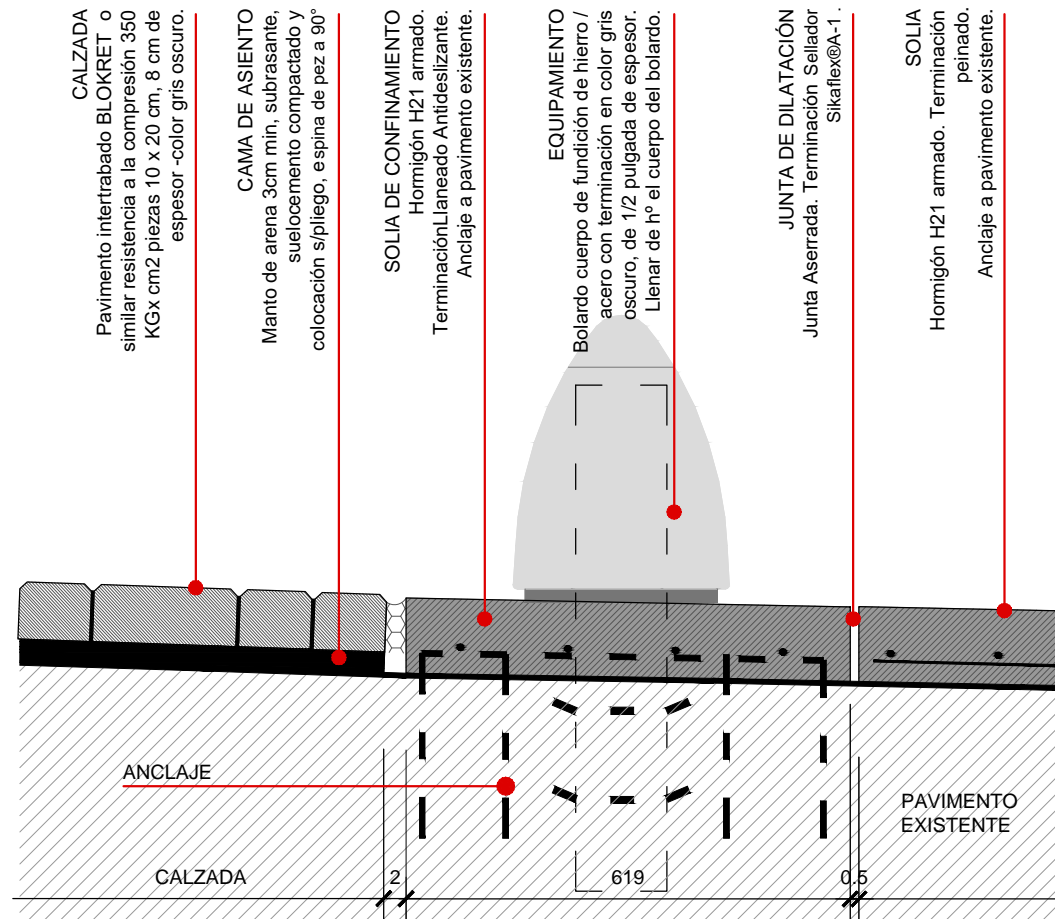 CALZADA
Pavimento intertrabado BLOKRET o
similar resistencia a la compresión 350
KGx cm2 piezas 10 x 20 cm, 8 cm de
espesor -color gris oscuro.
CAMA DE ASIENTO
Manto de arena 3cm min, subrasante,
suelocemento compactado y
colocación s/pliego, espina de pez a 90°
SOLIA DE CONFINAMIENTO
Hormigón H21 armado.
TerminaciónLlaneado Antideslizante.
Anclaje a pavimento existente.
EQUIPAMIENTO
Bolardo cuerpo de fundición de hierro /
acero con terminación en color gris
oscuro, de 1/2 pulgada de espesor.
Llenar de hº el cuerpo del bolardo.
JUNTA DE DILATACIÓN
Junta Aserrada. Terminación Sellador
Sikaflex®A-1 .
SOLIA
Hormigón H21 armado. Terminación
peinado.
Anclaje a pavimento existente.
ANCLAJE
PAVIMENTO
EXISTENTE
CALZADA
2
619
0.5